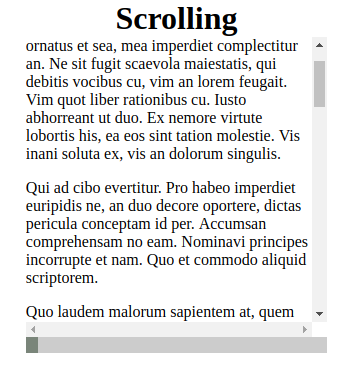 Scrolling
ornatus et sea, mea imperdiet complectitur
an. Ne sit fugit scaevola maiestatis, qui
debitis vocibus cu, vim an lorem feugait.
Vim quot liber rationibus cu. Iusto
abhorreant ut duo. Ex nemore virtute
lobortis his, ea eos sint tation molestie. Vis
inani soluta ex, vis an dolorum singulis.
Qui ad cibo evertitur. Pro habeo imperdiet
euripidis ne, an duo decore oportere, dictas
pericula conceptam id per. Accumsan
comprehensam no eam. Nominavi principes
incorrupte et nam. Quo et commodo aliquid
scriptorem.
Quo laudem malorum sapientem at, quem